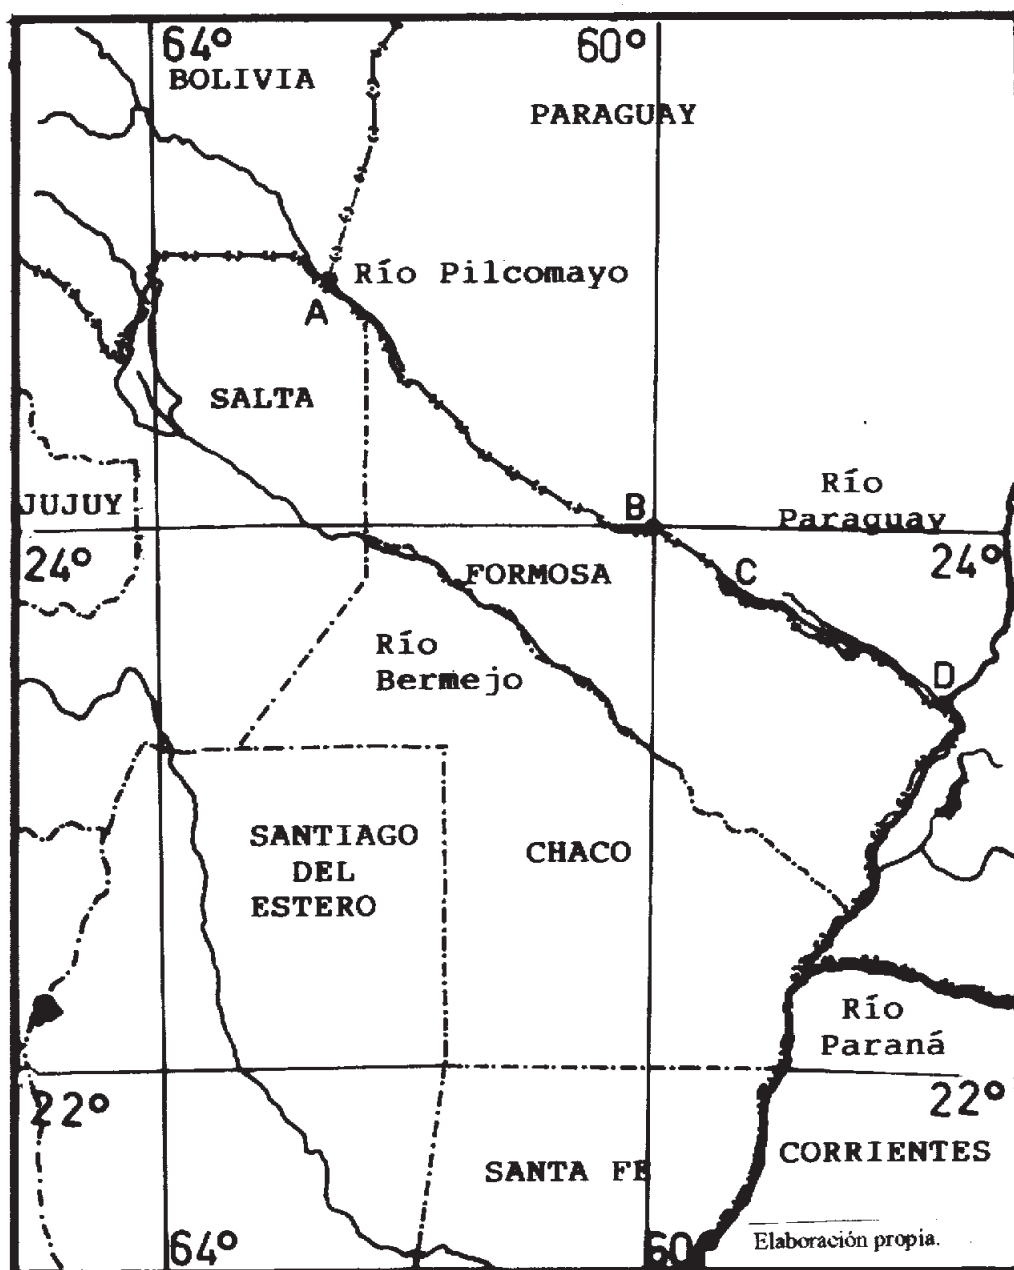 64°
60°
BOLIVIA
PARAGUAY
Río Pilcomayo
A
SALTA
JUJUY
B
Río
Paraguay
24°
24°
FORMOSA
C
Río
Bermejo
D
SANTIAGO
DEL
ESTERO
CHACO
Río
Paraná
22°
22°
CORRIENTES
SANTA FE
64°
60
Elaboración propia.